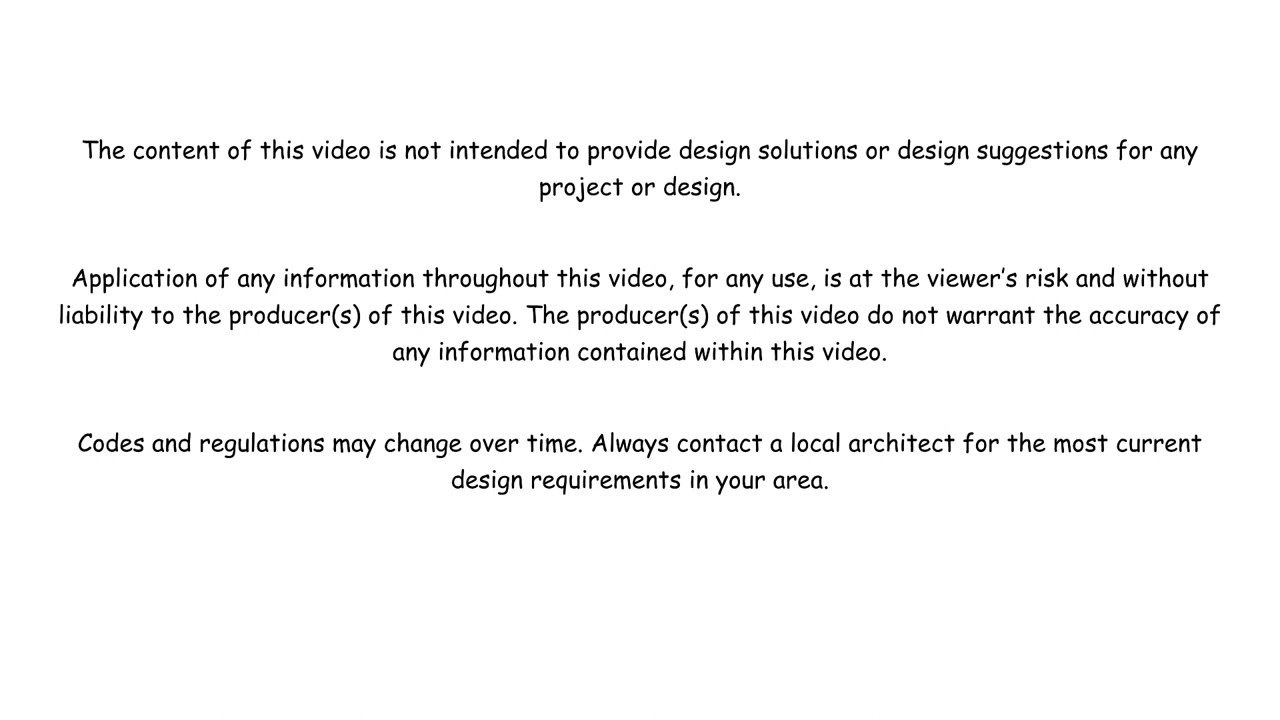 The content of this video is not intended to provide design solutions or design suggestions for any
project or design.
Application of any information throughout this video, for any use, is at the viewer’s risk and without
liability to the producer(s) of this video. The producer(s) of this video do not warrant the accuracy of
any information contained within this video.
Codes and regulations may change over time. Always contact a local architect for the most current
design requirements in your area.